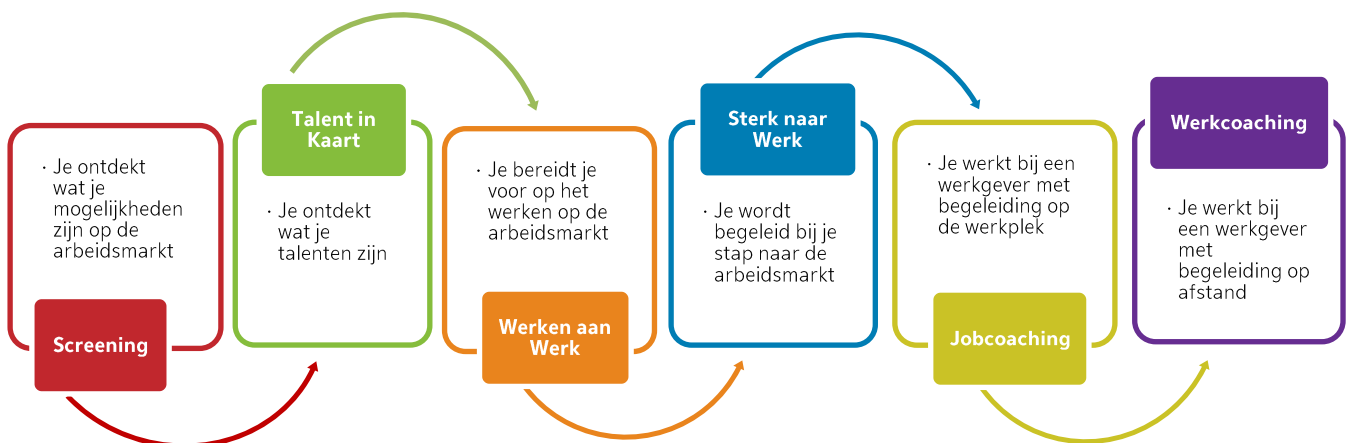 · Je ontdekt
wat je
mogelijkheden
zijn op de
arbeidsmarkt
Screening
Talent in
Kaart
· Je ontdekt
wat je
talenten zijn
· Je bereidt je
voor op het
werken op de
arbeidsmarkt
Werken aan
Werk
Sterk naar
Werk
· Je wordt
begeleid bij je
stap naar de
arbeidsmarkt
· Je werkt bij een
werkgever met
begeleiding op
de werkplek
Jobcoaching
Werkcoaching
· Je werkt bij
een werkgever
met
begeleiding op
afstand